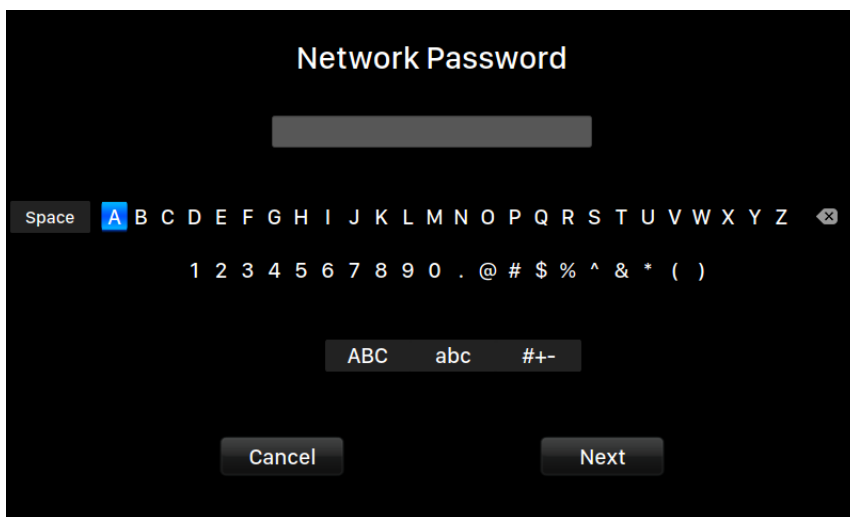 Network Password
Space A B C D E F G H I J K L M N O P Q R S T U V W X Y Z
1 2 3 4 5 6 7 8 9 0 . @ # $ % ^ & * ( )
ABC abc #+-
Cancel Next